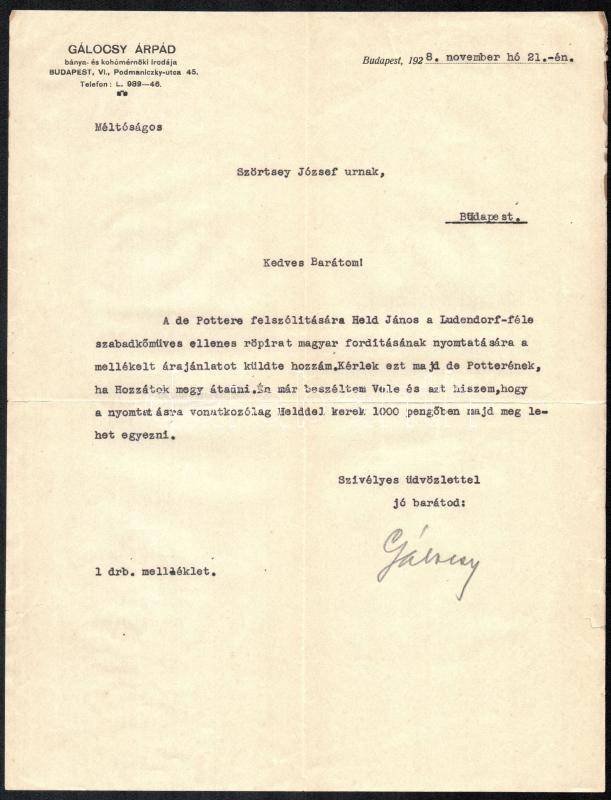 GÁLOCSY ÁRPÁD
bánya- és kohómérnöki irodája
BUDAPEST, VI., Podmaniczky-utca 45.
Telefon: L. 982—46.
Budapest, 1928. november hó 21.-én.
Méltóságos
Szörtsey József urnak,
Budapest.
Kedves Barátom!
A de Pottere felszólitására Held János a Ludendorf-féle
szabadkőmüves ellenes röpirat magyar forditásának nyomtatására a
mellékelt árajánlatot küldte hozzám.Kérlek ezt majd de Potterének,
ha Hozzátok megy átadni.Én már beszéltem Vele és azt hiszem,hogy
a nyomtatásra vonatkozólag Helddel kerek 1000 pengőben majd meg le-
het egyezni.
Szivélyes üdvözlettel
jó barátod:
Gálocsy
1 drb. melléklet.